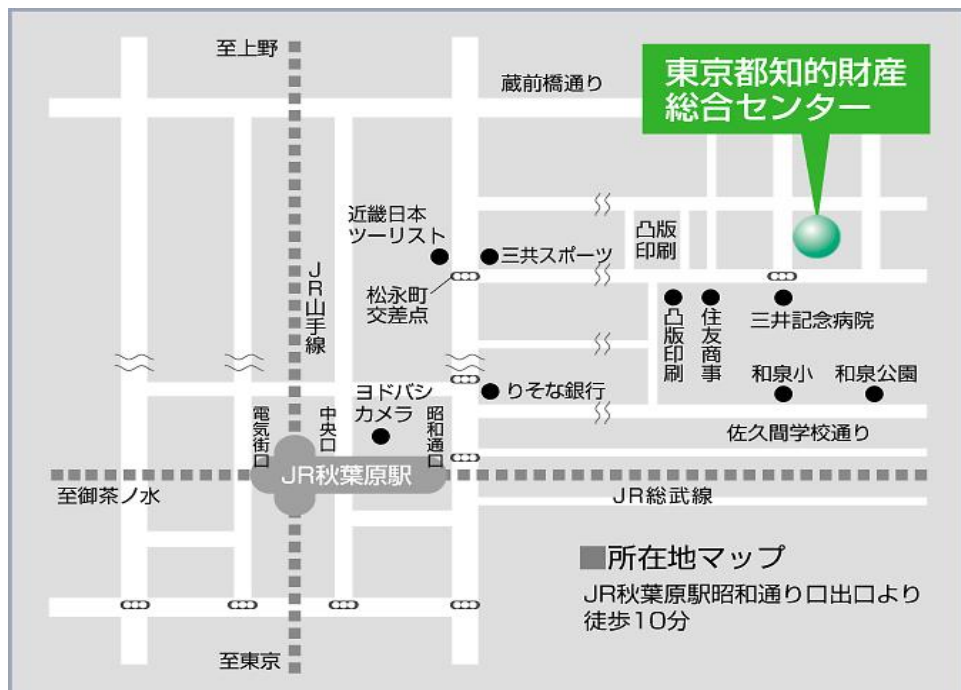 至上野
蔵前橋通り
東京都知的財産
総合センター
近畿日本
ツーリスト
三共スポーツ
凸版
印刷
JR山手線
松永町
交差点
凸版印刷
住友商事
三井記念病院
ヨドバシ
カメラ
りそな銀行
和泉小
和泉公園
電気街口
中央口
昭和通口
佐久間学校通り
JR秋葉原駅
至御茶ノ水
JR総武線
■所在地マップ
JR秋葉原駅昭和通り口出口より
徒歩10分
至東京